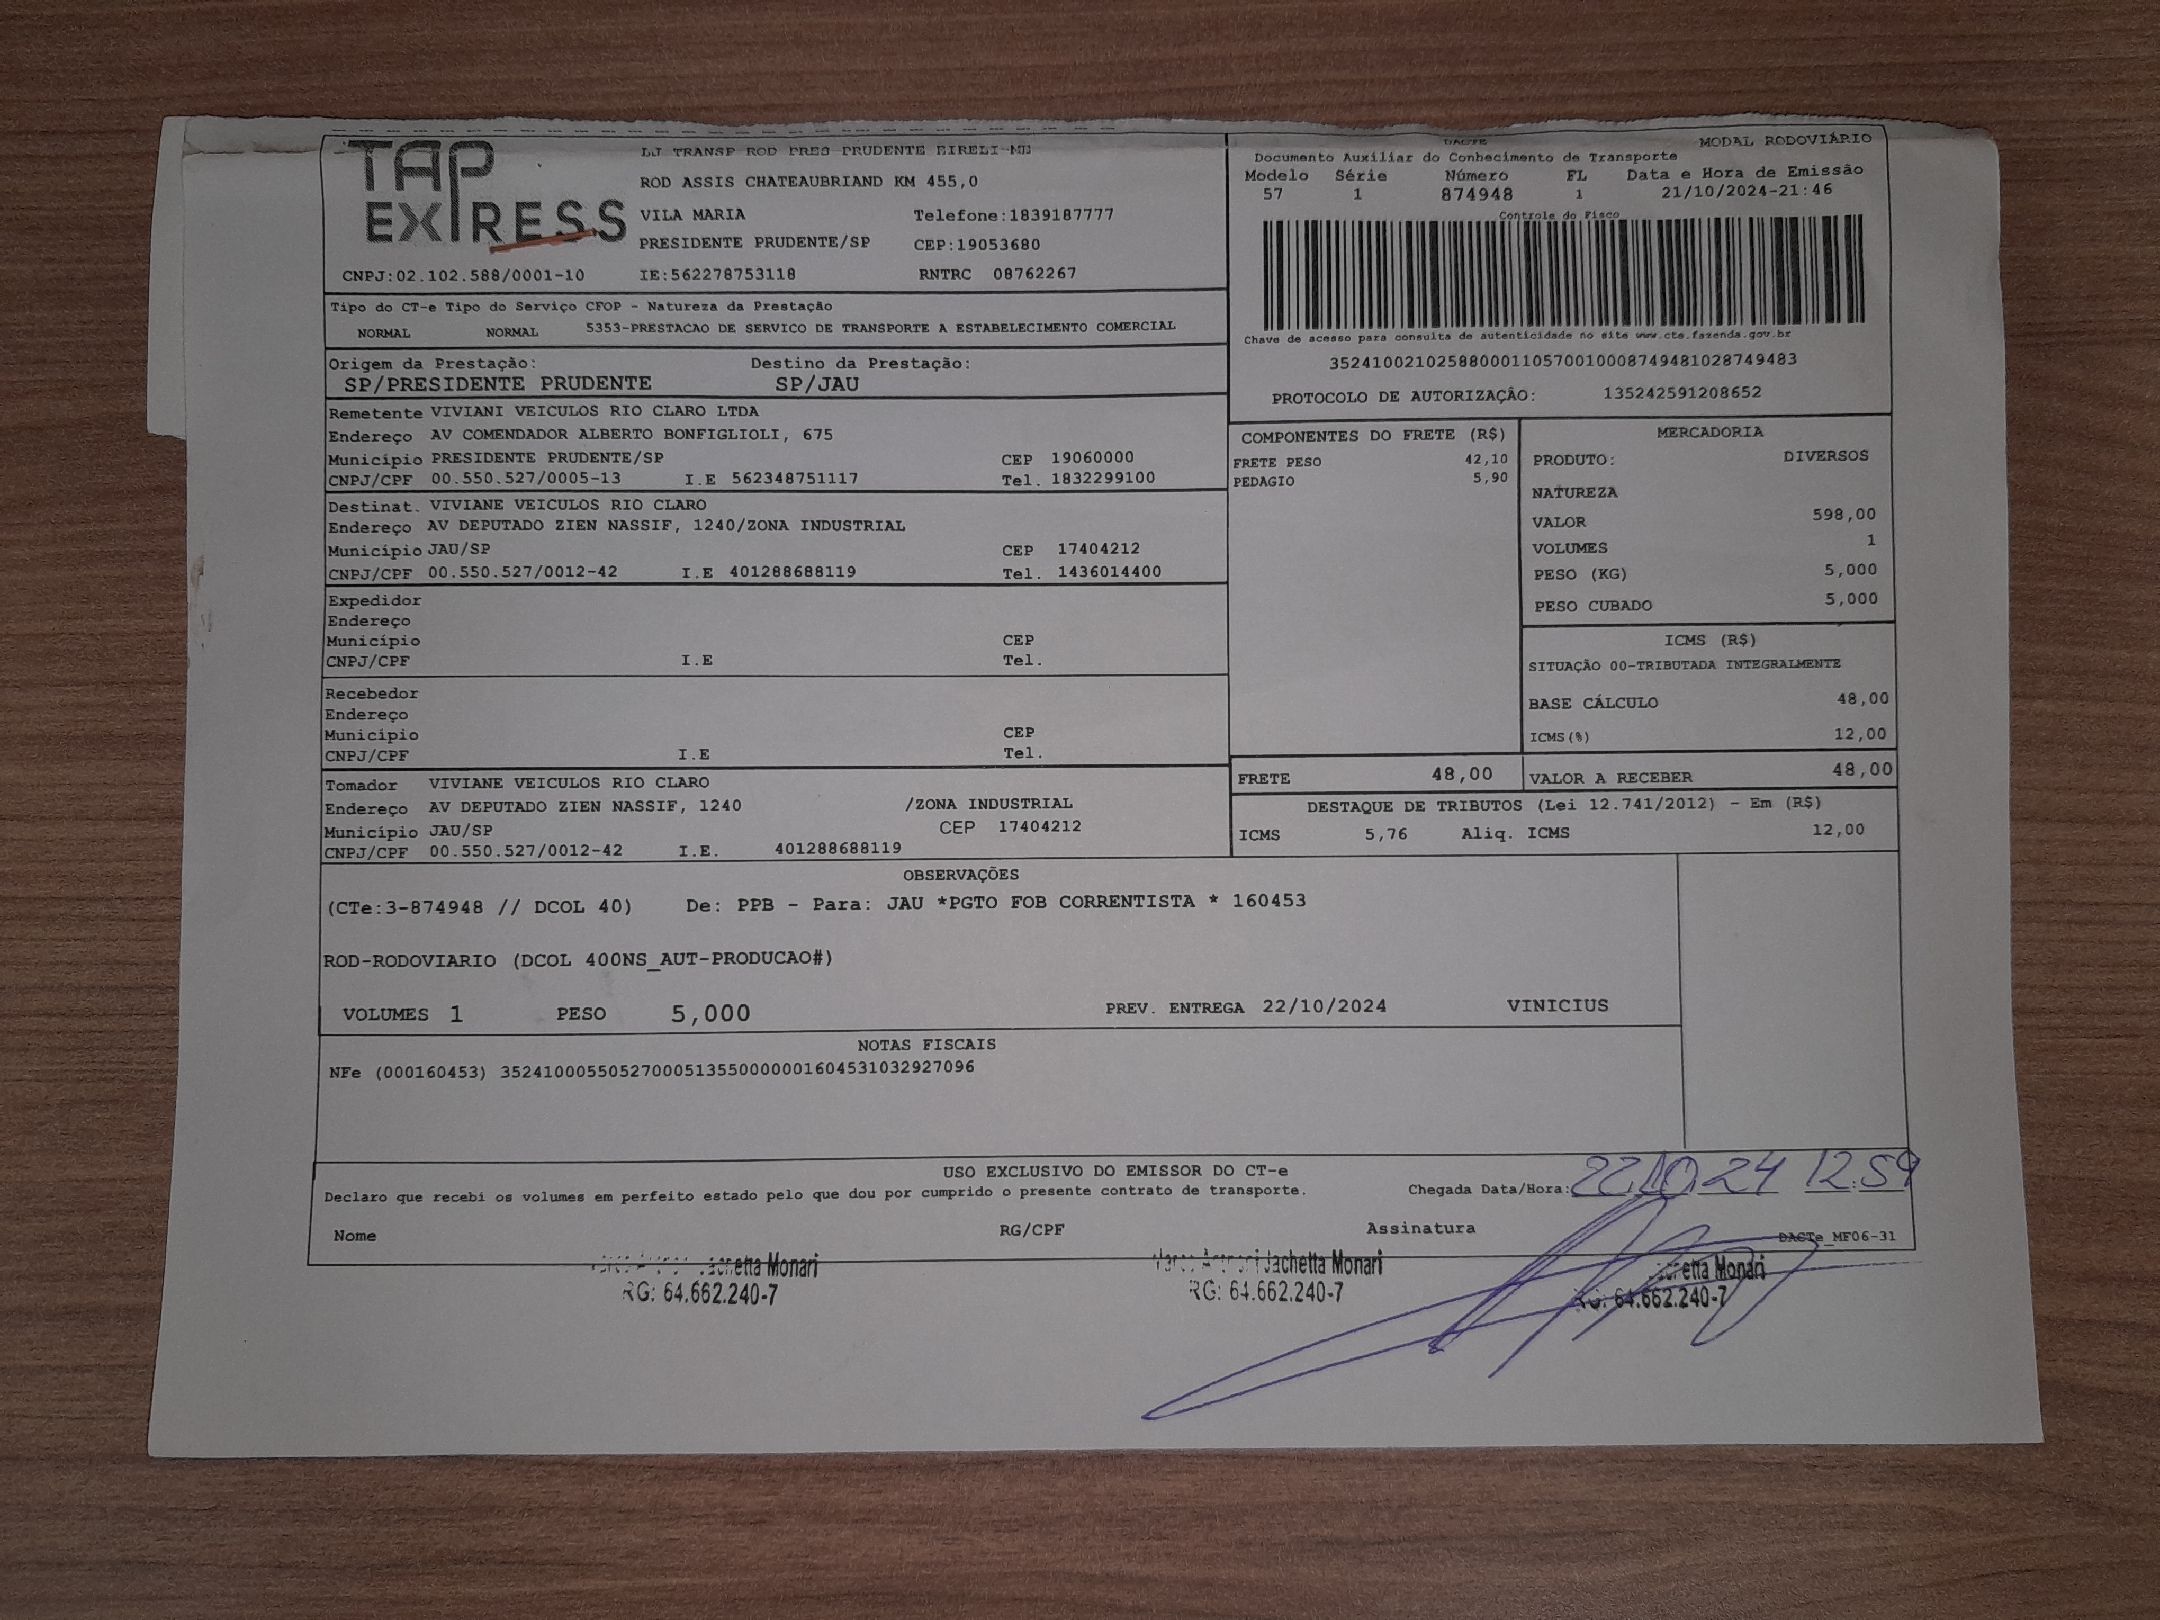 TAP
EXPRESS
LJ TRANSP ROD PRES PRUDENTE EIRELI-ME
ROD ASSIS CHATEAUBRIAND KM 455,0
VILA MARIA Telefone:1839187777
PRESIDENTE PRUDENTE/SP CEP:19053680
CNPJ:02.102.588/0001-10 IE:562278753118 RNTRC 08762267
DACTE MODAL RODOVIÁRIO
Documento Auxiliar do Conhecimento de Transporte
Modelo Série Número FL Data e Hora de Emissão
57 1 874948 1 21/10/2024-21:46
Controle do Fisco
Chave de acesso para consulta de autenticidade no site www.cte.fazenda.gov.br
35241002102588000110570010008749481028749483
PROTOCOLO DE AUTORIZAÇÂO: 135242591208652
Tipo do CT-e Tipo do Serviço CFOP - Natureza da Prestação
NORMAL NORMAL 5353-PRESTACAO DE SERVICO DE TRANSPORTE A ESTABELECIMENTO COMERCIAL
Origem da Prestação: Destino da Prestação:
SP/PRESIDENTE PRUDENTE SP/JAU
Remetente VIVIANI VEICULOS RIO CLARO LTDA
Endereço AV COMENDADOR ALBERTO BONFIGLIOLI, 675
Município PRESIDENTE PRUDENTE/SP CEP 19060000
CNPJ/CPF 00.550.527/0005-13 I.E 562348751117 Tel. 1832299100
Destinat. VIVIANE VEICULOS RIO CLARO
Endereço AV DEPUTADO ZIEN NASSIF, 1240/ZONA INDUSTRIAL
Município JAU/SP CEP 17404212
CNPJ/CPF 00.550.527/0012-42 I.E 401288688119 Tel. 1436014400
Expedidor
Endereço
Município CEP
CNPJ/CPF I.E Tel.
Recebedor
Endereço
Município CEP
CNPJ/CPF I.E Tel.
Tomador VIVIANE VEICULOS RIO CLARO
Endereço AV DEPUTADO ZIEN NASSIF, 1240 /ZONA INDUSTRIAL
Município JAU/SP CEP 17404212
CNPJ/CPF 00.550.527/0012-42 I.E. 401288688119
COMPONENTES DO FRETE (R$)
FRETE PESO 42,10
PEDAGIO 5,90
MERCADORIA
PRODUTO: DIVERSOS
NATUREZA
VALOR 598,00
VOLUMES 1
PESO (KG) 5,000
PESO CUBADO 5,000
ICMS (R$)
SITUAÇÃO 00-TRIBUTADA INTEGRALMENTE
BASE CÁLCULO 48,00
ICMS(%) 12,00
FRETE 48,00 VALOR A RECEBER 48,00
DESTAQUE DE TRIBUTOS (Lei 12.741/2012) - Em (R$)
ICMS 5,76 Aliq. ICMS 12,00
OBSERVAÇÕES
(CTe:3-874948 // DCOL 40) De: PPB - Para: JAU *PGTO FOB CORRENTISTA * 160453
ROD-RODOVIARIO (DCOL 400NS_AUT-PRODUCAO#)
VOLUMES 1 PESO 5,000 PREV. ENTREGA 22/10/2024 VINICIUS
NOTAS FISCAIS
NFe (000160453) 35241000550527000513550000001604531032927096
USO EXCLUSIVO DO EMISSOR DO CT-e
Declaro que recebi os volumes em perfeito estado pelo que dou por cumprido o presente contrato de transporte. Chegada Data/Hora: 22.10.24 12:59
Nome RG/CPF Assinatura DACTe_MF06-31
Jachetta Monari Jachetta Monari Jachetta Monari
RG: 64.662.240-7 RG: 64.662.240-7 RG: 64.662.240-7